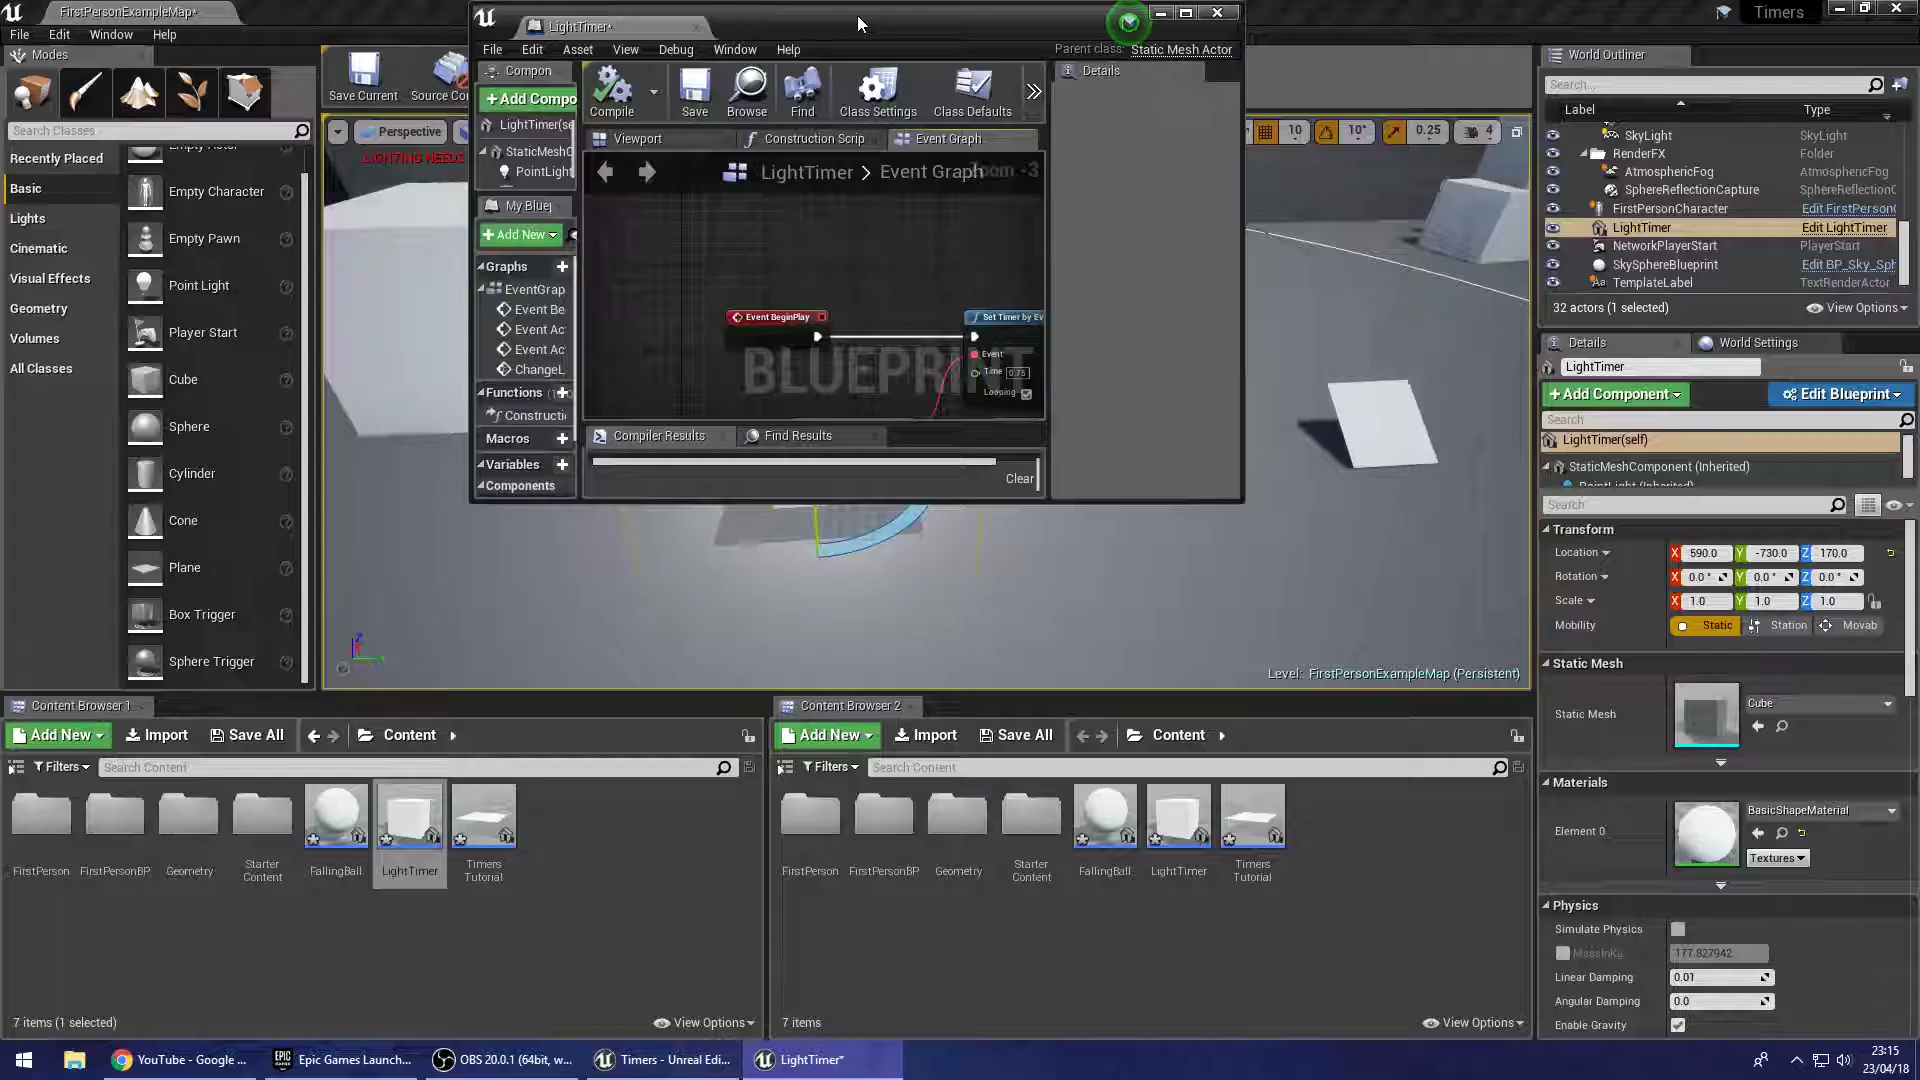 FirstPersonExampleMap*
Timers
File Edit Window Help
Modes
Search Classes
Recently Placed
Basic
Lights
Cinematic
Visual Effects
Geometry
Volumes
All Classes
Empty Character
Empty Pawn
Point Light
Player Start
Cube
Sphere
Cylinder
Cone
Plane
Box Trigger
Sphere Trigger
Save Current
Perspective
LIGHTING NEEDS
LightTimer*
File Edit Asset View Debug Window Help
Parent class: Static Mesh Actor
Compon
+Add Compo
LightTimer(se
StaticMeshC
PointLight
My Bluep
+Add New
Graphs
EventGrap
Event Be
Event Ac
Event Ac
ChangeL
Functions
Constructi
Macros
Variables
Components
Compile
Save
Browse
Find
Class Settings
Class Defaults
Details
Viewport
Construction Scrip
Event Graph
LightTimer > Event Graph
Event BeginPlay
Set Timer by Ev
Event
Time 0.75
Looping
BLUEPRINT
Compiler Results
Find Results
Clear
10
10°
0.25
4
Level: FirstPersonExampleMap (Persistent)
World Outliner
Search...
Label Type
SkyLight SkyLight
RenderFX Folder
AtmosphericFog AtmosphericFog
SphereReflectionCapture SphereReflectionC
FirstPersonCharacter Edit FirstPerson
LightTimer Edit LightTimer
NetworkPlayerStart PlayerStart
SkySphereBlueprint Edit BP_Sky_Sph
TemplateLabel TextRenderActor
32 actors (1 selected)
View Options
Details
World Settings
LightTimer
+Add Component
Edit Blueprint
Search
LightTimer(self)
StaticMeshComponent (Inherited)
PointLight (Inherited)
Search
Transform
Location X 590.0 Y -730.0 Z 170.0
Rotation X 0.0° Y 0.0° Z 0.0°
Scale X 1.0 Y 1.0 Z 1.0
Mobility Static Station Movab
Static Mesh
Static Mesh Cube
Materials
Element 0 BasicShapeMaterial
Textures
Physics
Simulate Physics
MassInKg 177.827942
Linear Damping 0.01
Angular Damping 0.0
Enable Gravity
Content Browser 1
Add New Import Save All Content
Filters Search Content
FirstPerson
FirstPersonBP
Geometry
Starter Content
FallingBall
LightTimer
Timers Tutorial
7 items (1 selected)
View Options
Content Browser 2
Add New Import Save All Content
Filters Search Content
FirstPerson
FirstPersonBP
Geometry
Starter Content
FallingBall
LightTimer
Timers Tutorial
7 items
View Options
YouTube - Google ...
Epic Games Launch...
OBS 20.0.1 (64bit, w...
Timers - Unreal Edi...
LightTimer*
23:15
23/04/18